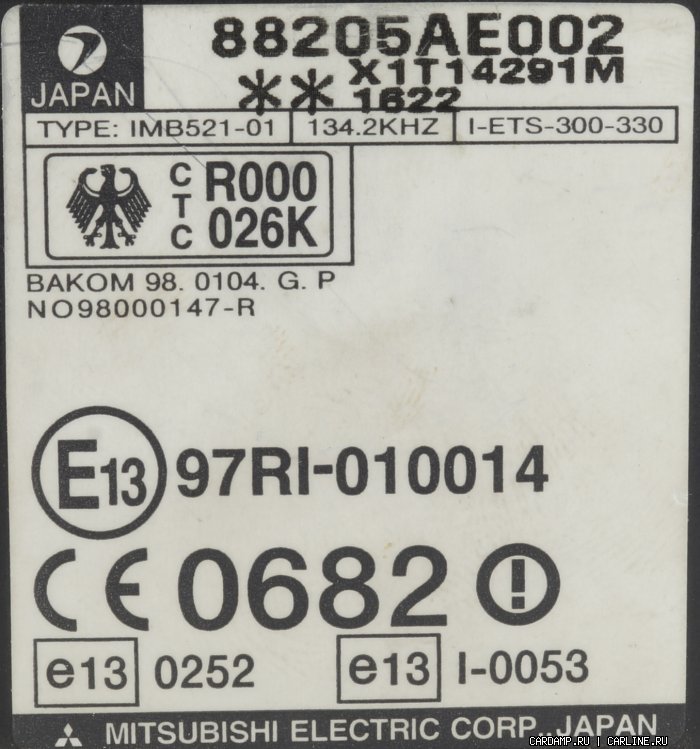 88205AE002
JAPAN
X1T14291M
** 1622
TYPE: IMB521-01 134.2KHZ I-ETS-300-330
CTC R000 026K
BAKOM 98. 0104. G. P
NO98000147-R
E13 97RI-010014
CE 0682 !
e13 0252 e13 I-0053
MITSUBISHI ELECTRIC CORP., JAPAN
CARDAMP.RU | CARLINE.RU